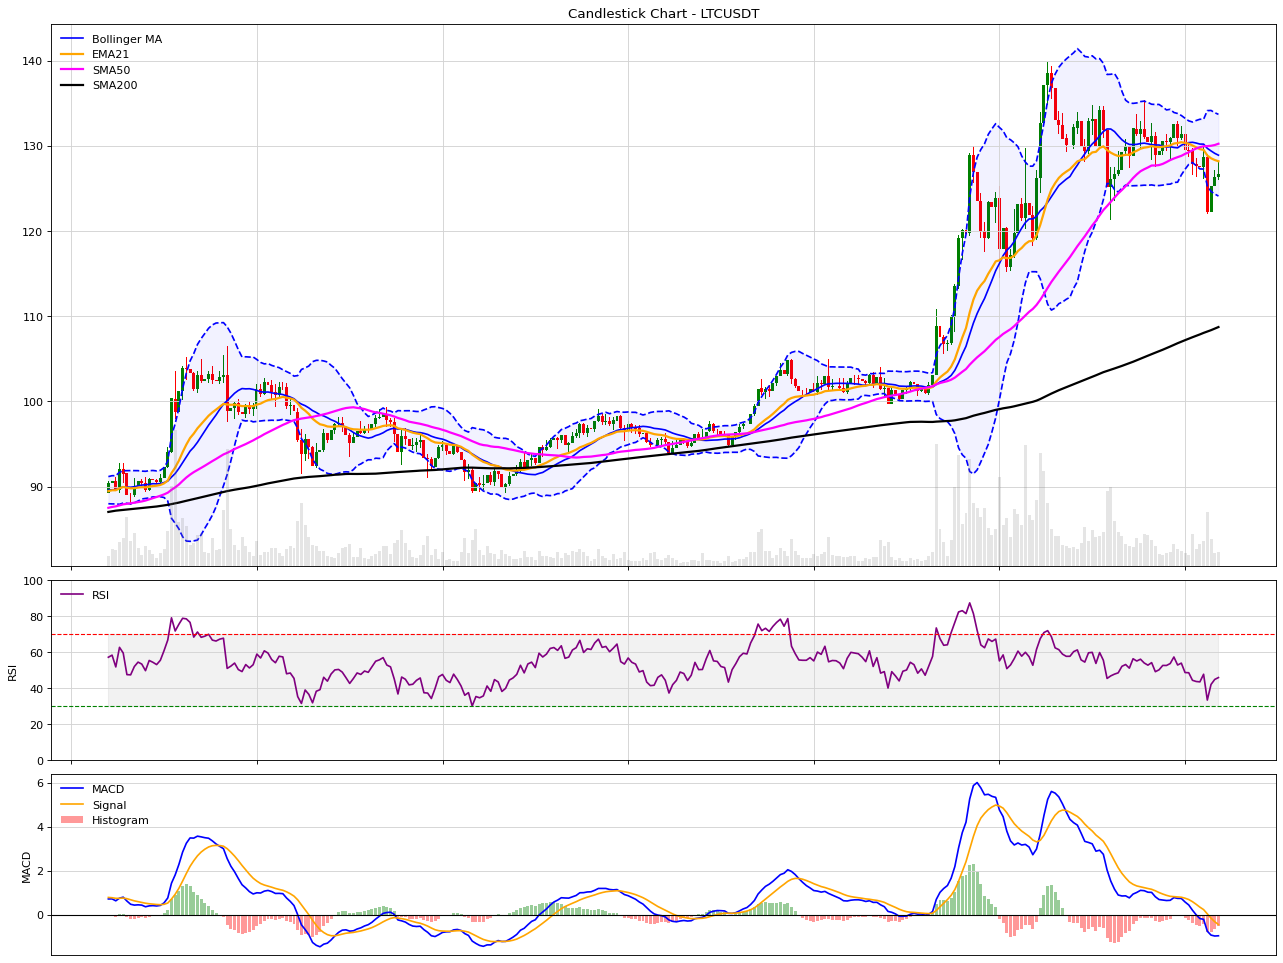 Candlestick Chart - LTCUSDT
Bollinger MA
EMA21
SMA50
SMA200
140
130
120
110
100
90
RSI
100
80
60
40
20
0
RSI
MACD
Signal
Histogram
6
4
2
0
MACD